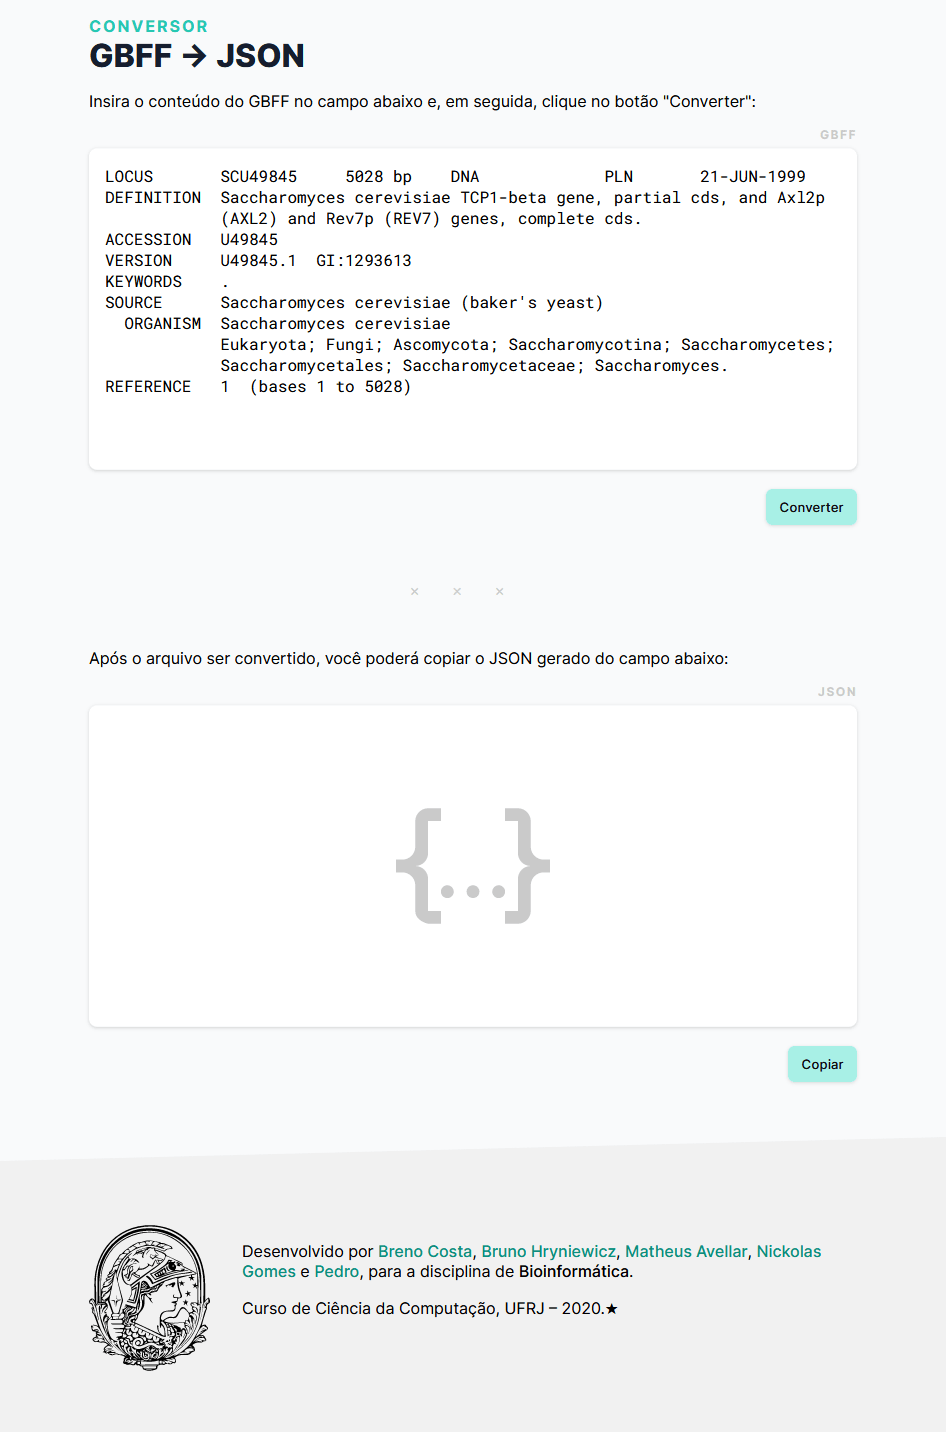 CONVERSOR
GBFF → JSON
Insira o conteúdo do GBFF no campo abaixo e, em seguida, clique no botão "Converter":
GBFF
LOCUS       SCU49845     5028 bp    DNA             PLN       21-JUN-1999
DEFINITION  Saccharomyces cerevisiae TCP1-beta gene, partial cds, and Axl2p
            (AXL2) and Rev7p (REV7) genes, complete cds.
ACCESSION   U49845
VERSION     U49845.1  GI:1293613
KEYWORDS    .
SOURCE      Saccharomyces cerevisiae (baker's yeast)
  ORGANISM  Saccharomyces cerevisiae
            Eukaryota; Fungi; Ascomycota; Saccharomycotina; Saccharomycetes;
            Saccharomycetales; Saccharomycetaceae; Saccharomyces.
REFERENCE   1  (bases 1 to 5028)
Converter
× × ×
Após o arquivo ser convertido, você poderá copiar o JSON gerado do campo abaixo:
JSON
{...}
Copiar
Desenvolvido por Breno Costa, Bruno Hryniewicz, Matheus Avellar, Nickolas
Gomes e Pedro, para a disciplina de Bioinformática.
Curso de Ciência da Computação, UFRJ – 2020.★